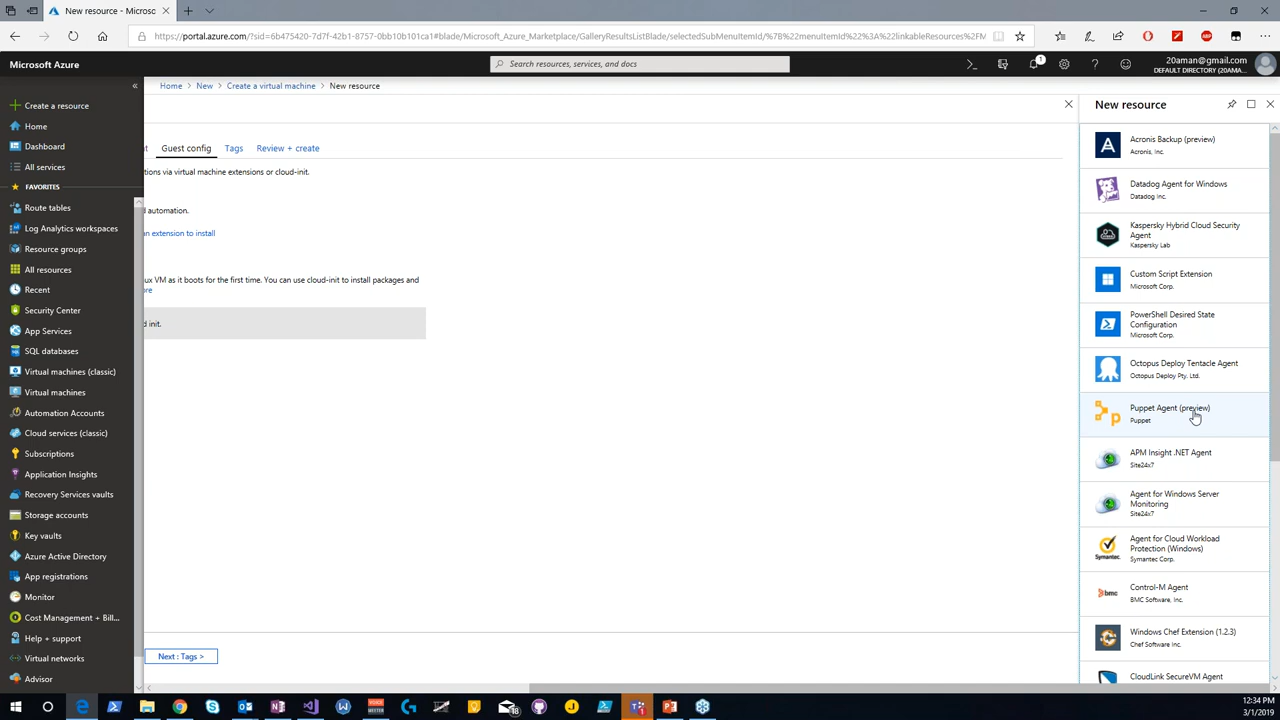 New resource - Microso
https://portal.azure.com/?sid=6b475420-7d7f-42b1-8757-0bb10b101ca1#blade/Microsoft_Azure_Marketplace/GalleryResultsListBlade/selectedSubMenuItemId/%7B%22menuItemId%22%3A%22linkableResources%2FM
Microsoft Azure
Search resources, services, and docs
1
20aman@gmail.com
DEFAULT DIRECTORY (20AMA...
Create a resource
Home
Dashboard
All services
FAVORITES
Route tables
Log Analytics workspaces
Resource groups
All resources
Recent
Security Center
App Services
SQL databases
Virtual machines (classic)
Virtual machines
Automation Accounts
Cloud services (classic)
Subscriptions
Application Insights
Recovery Services vaults
Storage accounts
Key vaults
Azure Active Directory
App registrations
Monitor
Cost Management + Bill...
Help + support
Virtual networks
Advisor
Home > New > Create a virtual machine > New resource
t Guest config Tags Review + create
tions via virtual machine extensions or cloud-init.
d automation.
an extension to install
ux VM as it boots for the first time. You can use cloud-init to install packages and
ore
d init.
Next : Tags >
New resource
Acronis Backup (preview)
Acronis, Inc.
Datadog Agent for Windows
Datadog Inc.
Kaspersky Hybrid Cloud Security
Agent
Kaspersky Lab
Custom Script Extension
Microsoft Corp.
PowerShell Desired State
Configuration
Microsoft Corp.
Octopus Deploy Tentacle Agent
Octopus Deploy Pty. Ltd.
Puppet Agent (preview)
Puppet
APM Insight .NET Agent
Site24x7
Agent for Windows Server
Monitoring
Site24x7
Agent for Cloud Workload
Protection (Windows)
Symantec Corp.
Symantec.
Control-M Agent
BMC Software, Inc.
bmc
Windows Chef Extension (1.2.3)
Chef Software Inc.
CloudLink SecureVM Agent
12:34 PM
3/1/2019